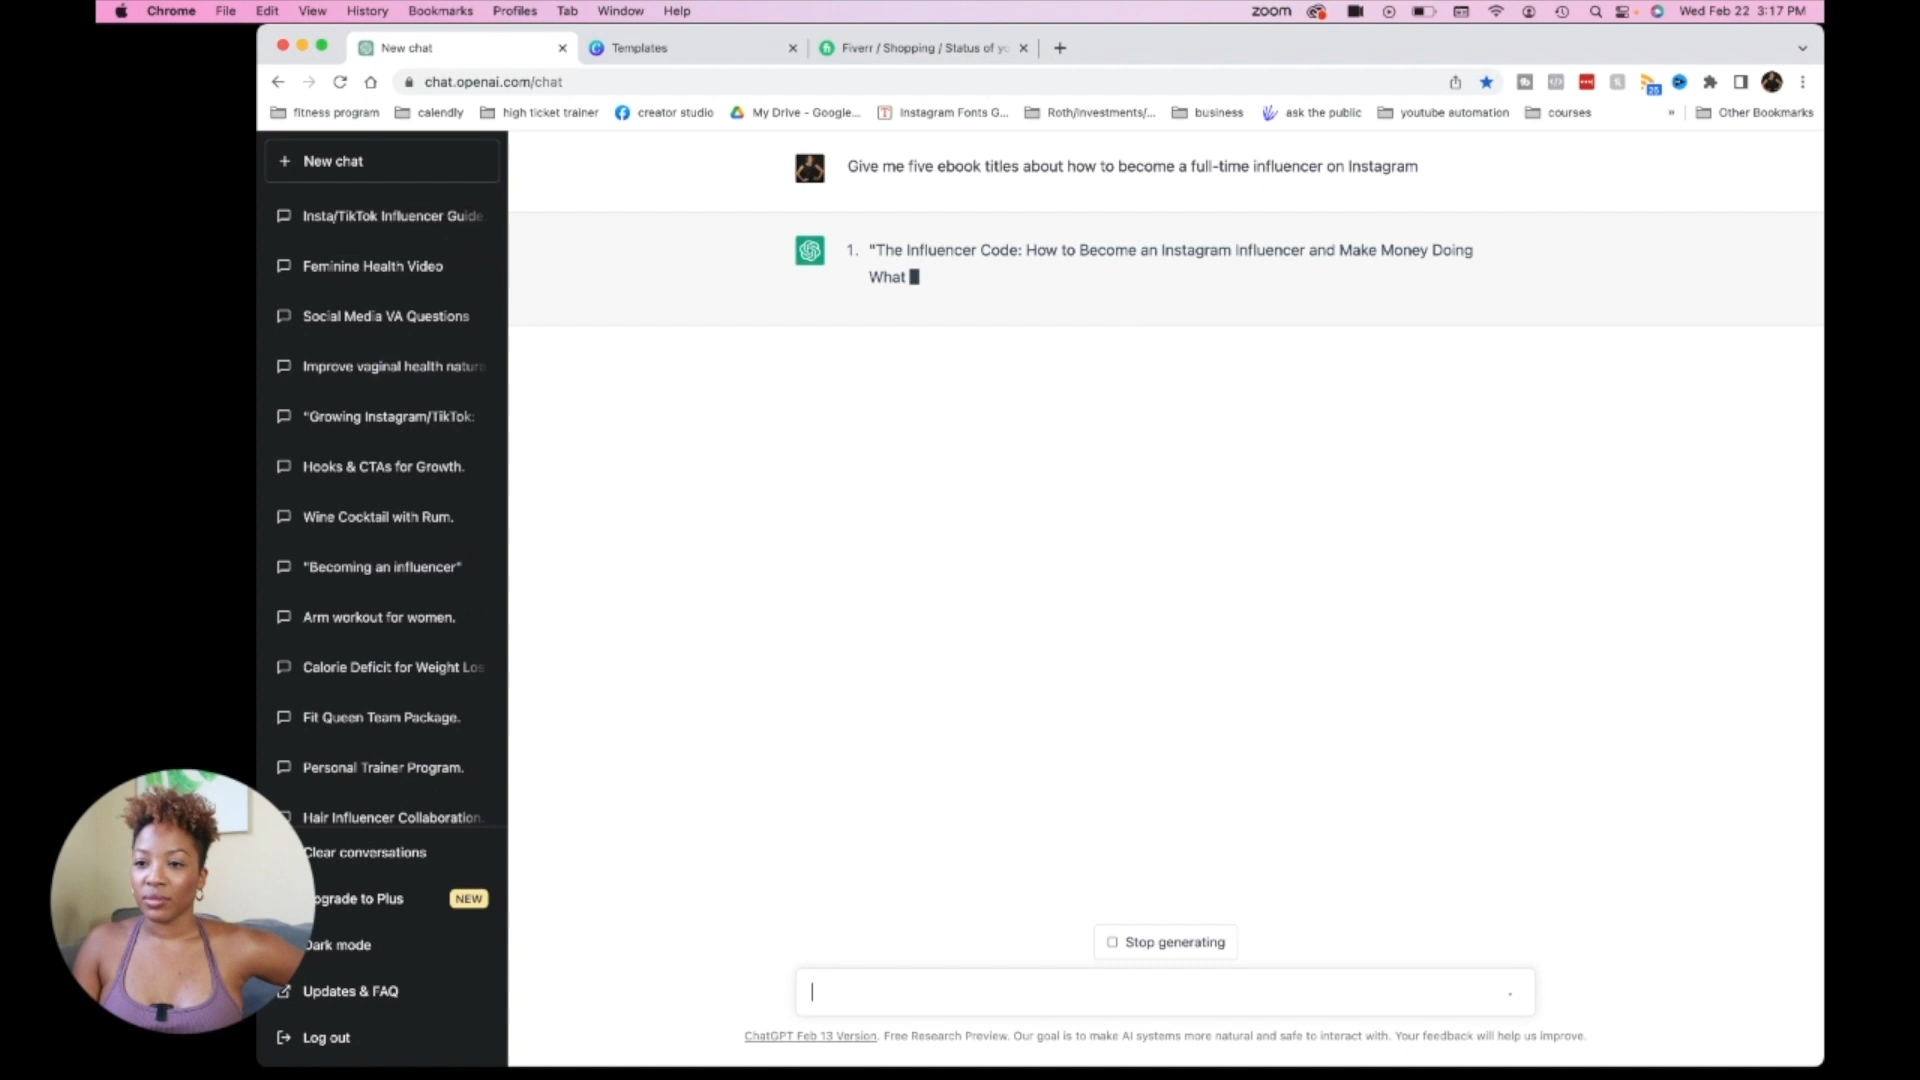 Chrome File Edit View History Bookmarks Profiles Tab Window Help zoom Wed Feb 22 3:17 PM
New chat Templates Fiverr / Shopping / Status of yo
chat.openai.com/chat
25
fitness program calendly high ticket trainer creator studio My Drive - Google... Instagram Fonts G... Roth/Investments/... business ask the public youtube automation courses » Other Bookmarks
+ New chat
Give me five ebook titles about how to become a full-time influencer on Instagram
Insta/TikTok Influencer Guide
1. "The Influencer Code: How to Become an Instagram Influencer and Make Money Doing
What
Feminine Health Video
Social Media VA Questions
Improve vaginal health natura
"Growing Instagram/TikTok:
Hooks & CTAs for Growth.
Wine Cocktail with Rum.
"Becoming an influencer"
Arm workout for women.
Calorie Deficit for Weight Los
Fit Queen Team Package.
Personal Trainer Program.
Hair Influencer Collaboration.
Clear conversations
pgrade to Plus NEW
Dark mode
Updates & FAQ
Log out
Stop generating
ChatGPT Feb 13 Version. Free Research Preview. Our goal is to make AI systems more natural and safe to interact with. Your feedback will help us improve.